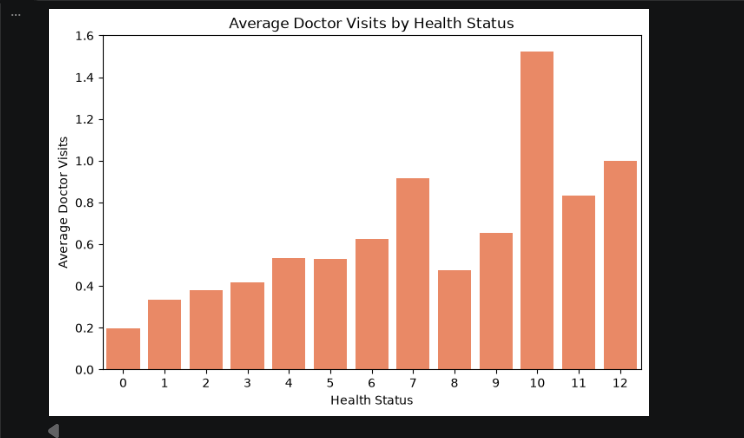 ...
Average Doctor Visits by Health Status
Average Doctor Visits
1.6
1.4
1.2
1.0
0.8
0.6
0.4
0.2
0.0
0 1 2 3 4 5 6 7 8 9 10 11 12
Health Status